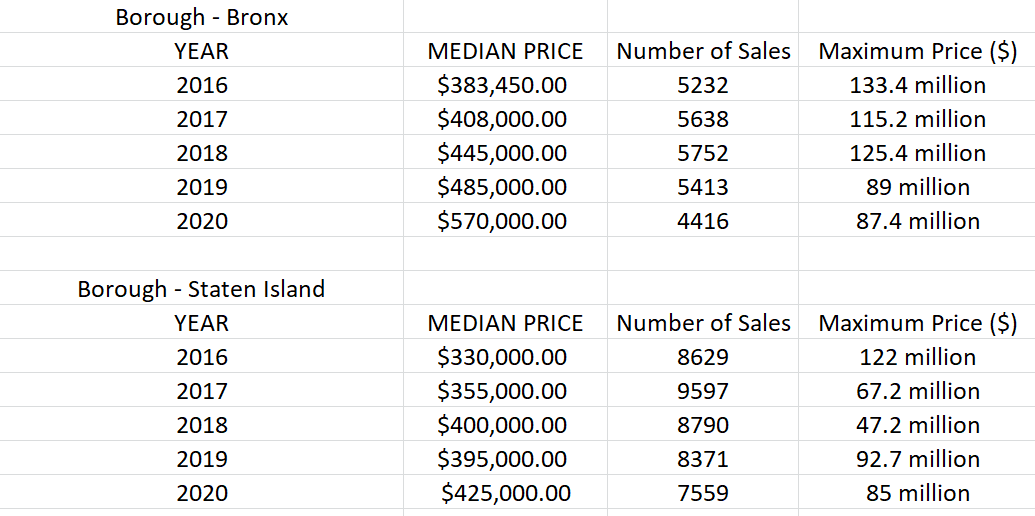 Borough - Bronx
YEAR MEDIAN PRICE Number of Sales Maximum Price ($)
2016 $383,450.00 5232 133.4 million
2017 $408,000.00 5638 115.2 million
2018 $445,000.00 5752 125.4 million
2019 $485,000.00 5413 89 million
2020 $570,000.00 4416 87.4 million
Borough - Staten Island
YEAR MEDIAN PRICE Number of Sales Maximum Price ($)
2016 $330,000.00 8629 122 million
2017 $355,000.00 9597 67.2 million
2018 $400,000.00 8790 47.2 million
2019 $395,000.00 8371 92.7 million
2020 $425,000.00 7559 85 million